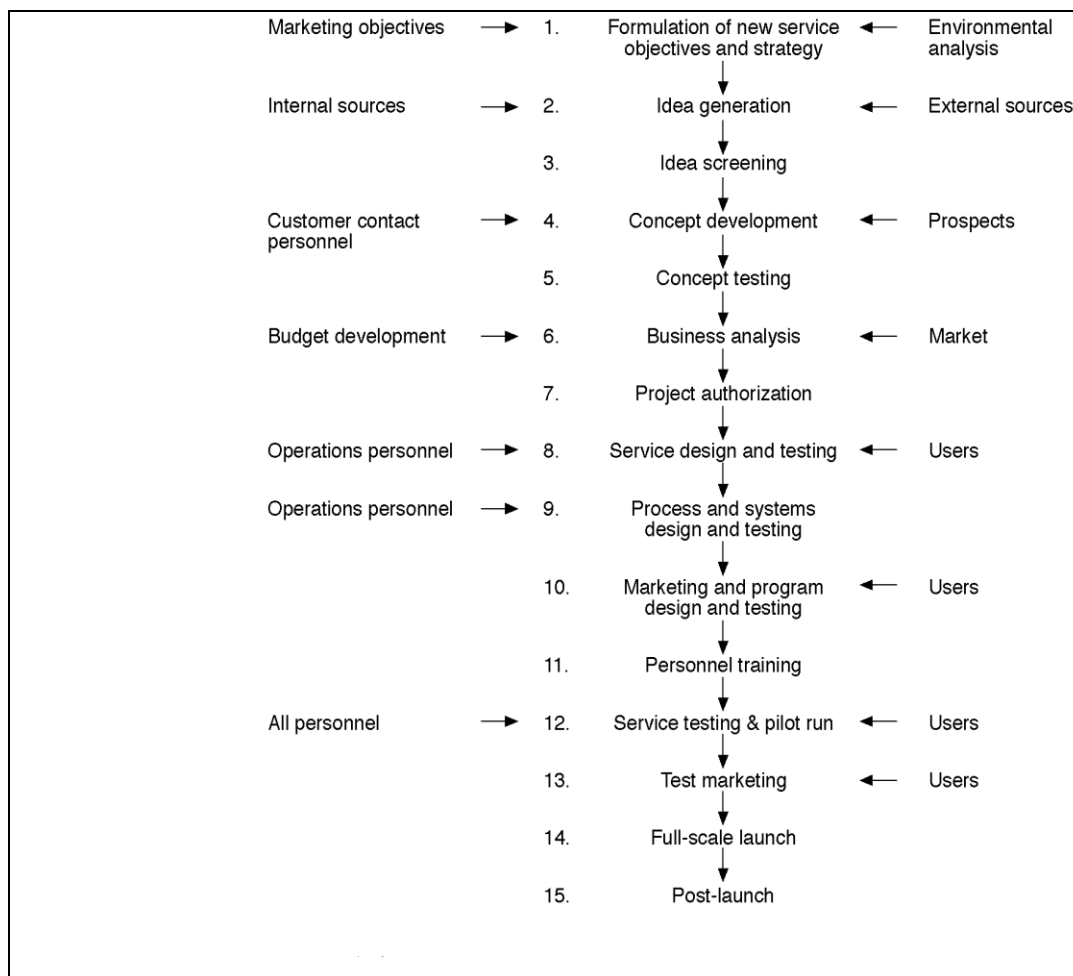 Marketing objectives 1. Formulation of new service Environmental
objectives and strategy analysis
Internal sources 2. Idea generation External sources
3. Idea screening
Customer contact 4. Concept development Prospects
personnel
5. Concept testing
Budget development 6. Business analysis Market
7. Project authorization
Operations personnel 8. Service design and testing Users
Operations personnel 9. Process and systems
design and testing
10. Marketing and program Users
design and testing
11. Personnel training
All personnel 12. Service testing & pilot run Users
13. Test marketing Users
14. Full-scale launch
15. Post-launch